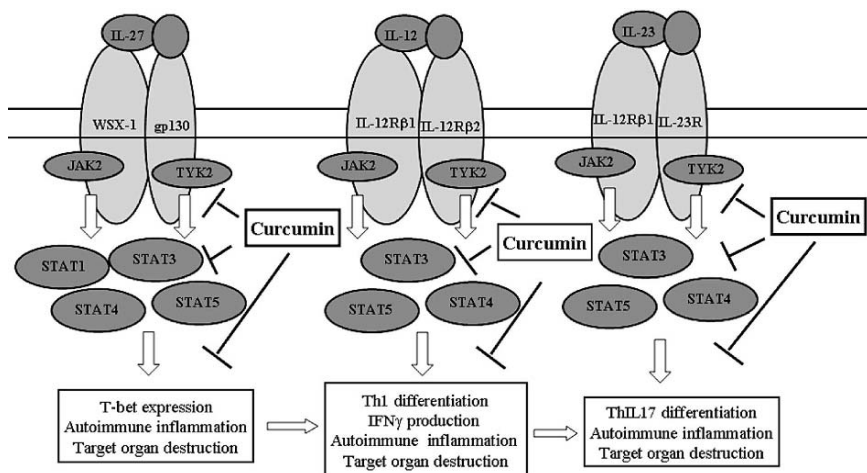 IL-27
IL-12
IL-23
WSX-1
gp130
IL-12Rβ1
IL-12Rβ2
IL-12Rβ1
IL-23R
JAK2
TYK2
JAK2
TYK2
JAK2
TYK2
Curcumin
Curcumin
Curcumin
STAT1
STAT3
STAT4
STAT5
STAT3
STAT5
STAT4
STAT3
STAT5
STAT4
T-bet expression
Autoimmune inflammation
Target organ destruction
Th1 differentiation
IFNγ production
Autoimmune inflammation
Target organ destruction
ThIL17 differentiation
Autoimmune inflammation
Target organ destruction